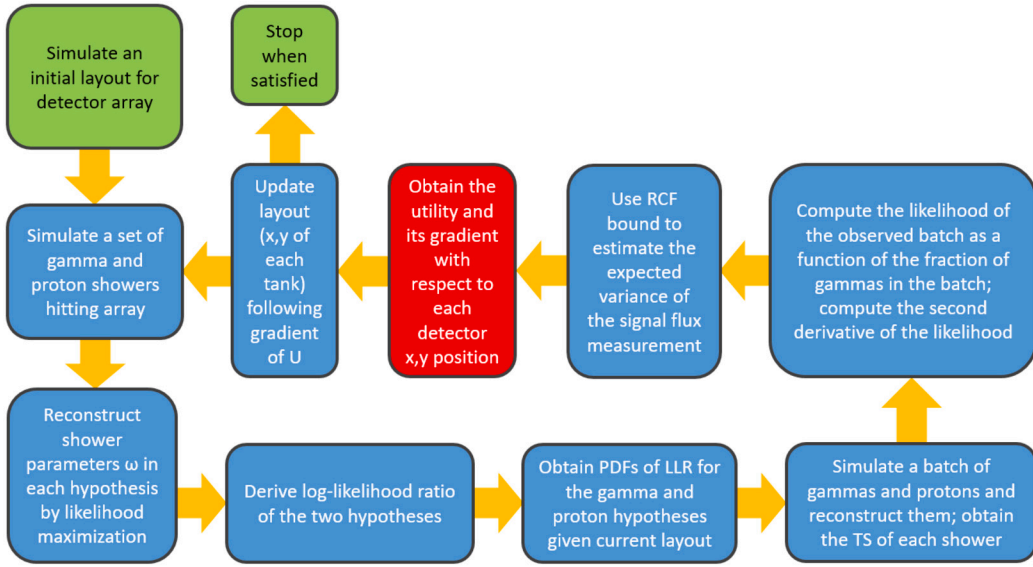 Simulate an
initial layout for
detector array
Stop
when
satisfied
Simulate a set of
gamma and
proton showers
hitting array
Update
layout
(x,y of
each
tank)
following
gradient
of U
Obtain the
utility and
its gradient
with
respect to
each
detector
x,y position
Use RCF
bound to
estimate the
expected
variance of
the signal flux
measurement
Compute the likelihood of
the observed batch as a
function of the fraction of
gammas in the batch;
compute the second
derivative of the likelihood
Reconstruct
shower
parameters ω in
each hypothesis
by likelihood
maximization
Derive log-likelihood ratio
of the two hypotheses
Obtain PDFs of LLR for
the gamma and
proton hypotheses
given current layout
Simulate a batch of
gammas and protons and
reconstruct them; obtain
the TS of each shower